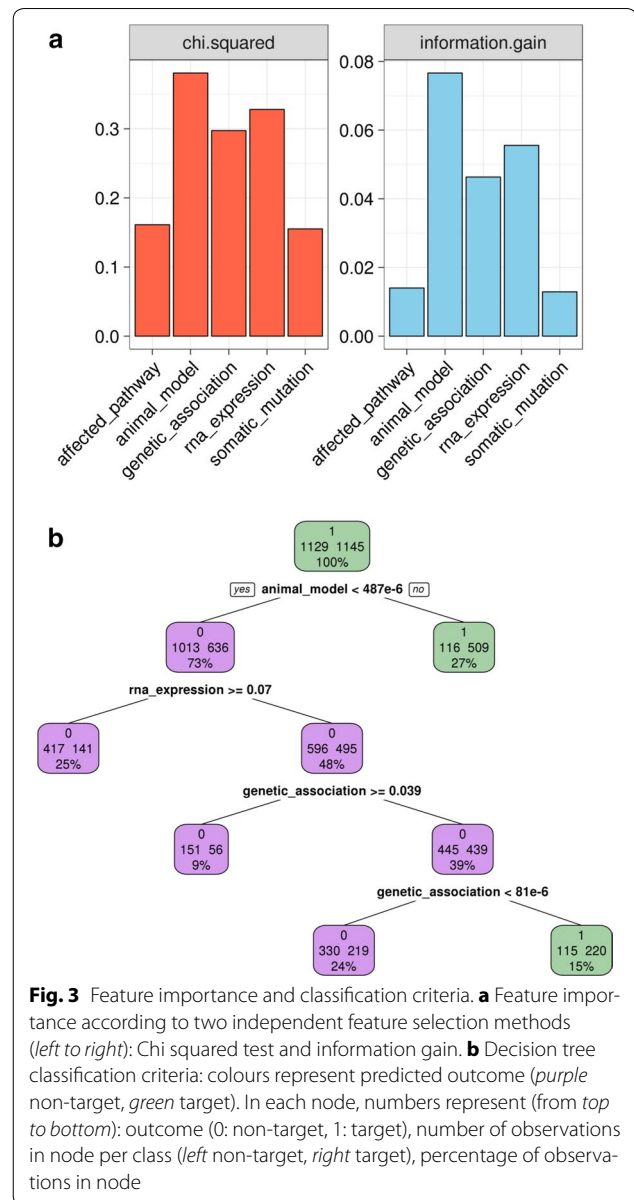 a
chi.squared
information.gain
0.3
0.2
0.1
0.0
0.08
0.06
0.04
0.02
0.00
affected_pathway
animal_model
genetic_association
rna_expression
somatic_mutation
affected_pathway
animal_model
genetic_association
rna_expression
somatic_mutation
b
1
1129 1145
100%
yes animal_model < 487e-6 no
0
1013 636
73%
1
116 509
27%
rna_expression >= 0.07
0
417 141
25%
0
596 495
48%
genetic_association >= 0.039
0
151 56
9%
0
445 439
39%
genetic_association < 81e-6
0
330 219
24%
1
115 220
15%
Fig. 3 Feature importance and classification criteria. a Feature impor-
tance according to two independent feature selection methods
(left to right): Chi squared test and information gain. b Decision tree
classification criteria: colours represent predicted outcome (purple
non-target, green target). In each node, numbers represent (from top
to bottom): outcome (0: non-target, 1: target), number of observations
in node per class (left non-target, right target), percentage of observa-
tions in node